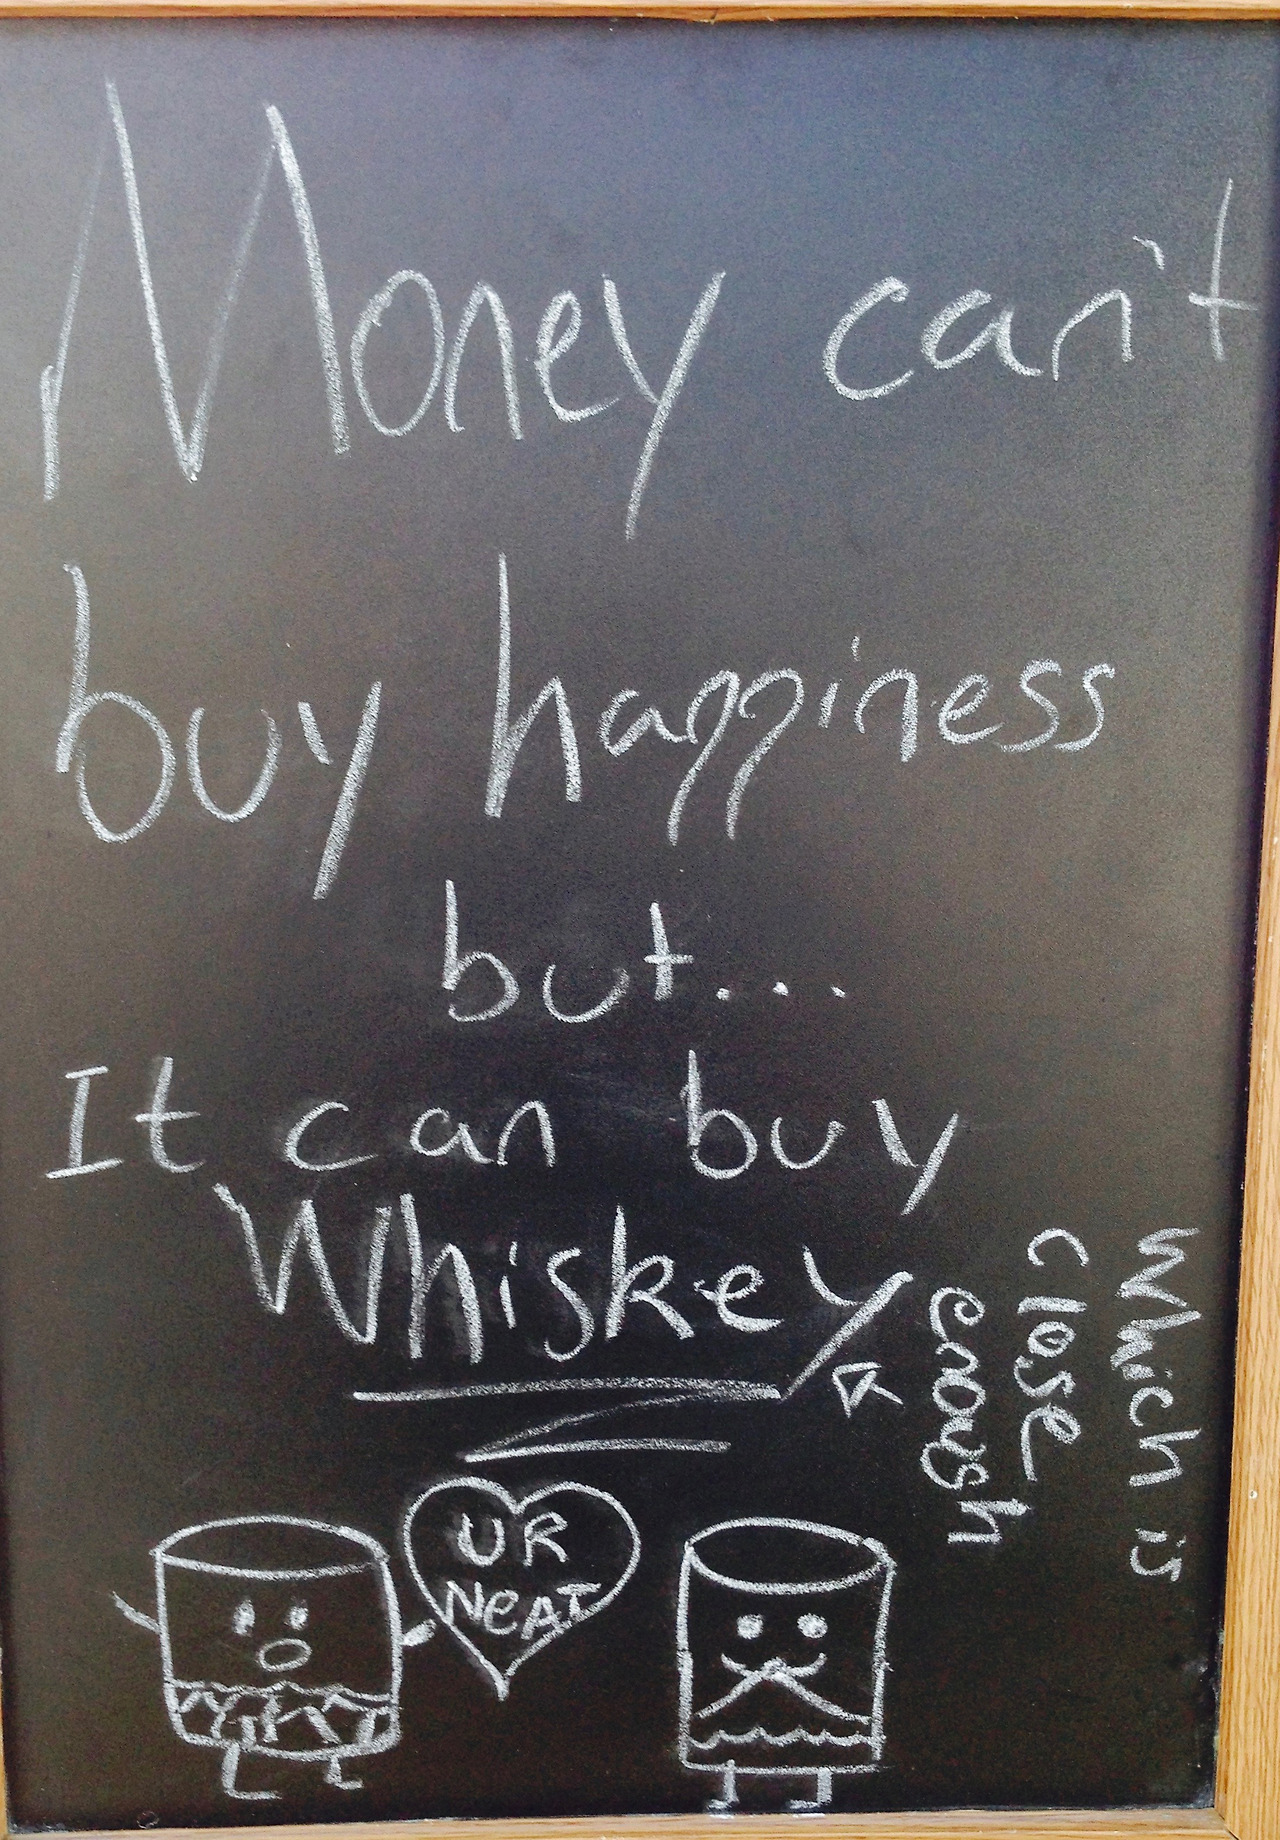 Money can't
buy happiness
but...
It can buy
Whiskey
Which is
close
enough
UR
NeAT